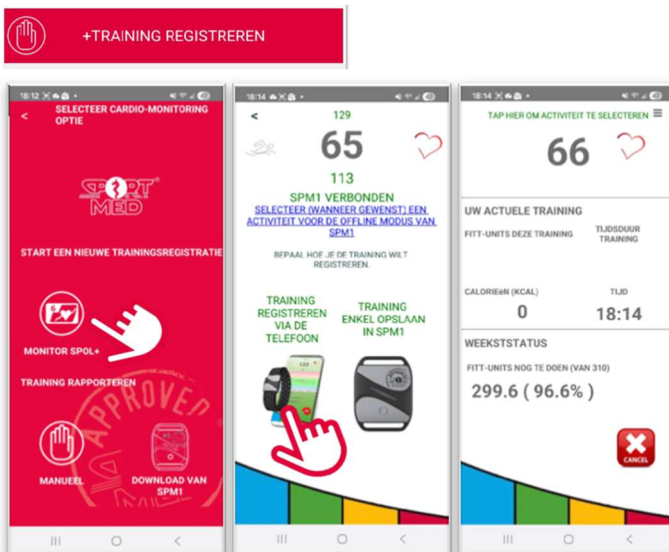 +TRAINING REGISTREREN
18:12
SELECTEER CARDIO-MONITORING
OPTIE
<
SPORT
MED
START EEN NIEUWE TRAININGSREGISTRATIE
MONITOR SPOL+
TRAINING RAPPORTEREN
APPROVED
MANUEEL
DOWNLOAD VAN
SPM1
18:14
<
129
65
113
SPM1 VERBONDEN
SELECTEER (WANNEER GEWENST) EEN
ACTIVITEIT VOOR DE OFFLINE MODUS VAN
SPM1
BEPAAL HOE JE DE TRAINING WILT
REGISTREREN.
TRAINING
REGISTREREN
VIA DE
TELEFOON
TRAINING
ENKEL OPSLAAN
IN SPM1
18:14
TAP HIER OM ACTIVITEIT TE SELECTEREN
66
UW ACTUELE TRAINING
FITT-UNITS DEZE TRAINING
TIJDSDUUR
TRAINING
CALORIEëN (KCAL)
TIJD
0
18:14
WEEKSTSTATUS
FITT-UNITS NOG TE DOEN (VAN 310)
299.6 ( 96.6% )
CANCEL